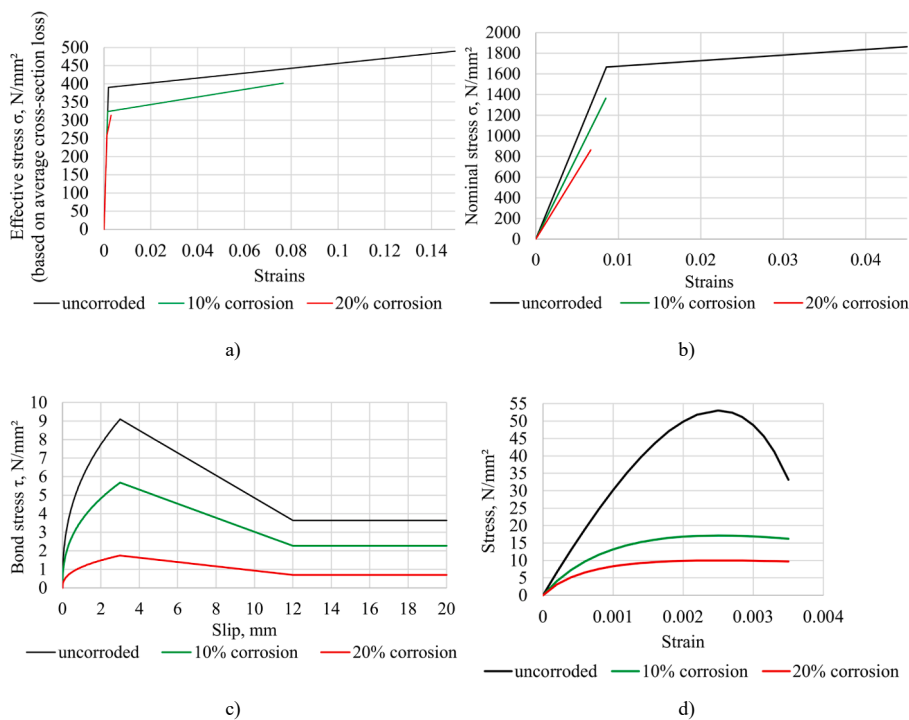 Effective stress σ, N/mm²
(based on average cross-section loss)
500
450
400
350
300
250
200
150
100
50
0
0 0.02 0.04 0.06 0.08 0.1 0.12 0.14
Strains
uncorroded 10% corrosion 20% corrosion
a)
Nominal stress σ, N/mm²
2000
1800
1600
1400
1200
1000
800
600
400
200
0
0 0.01 0.02 0.03 0.04
Strains
uncorroded 10% corrosion 20% corrosion
b)
Bond stress τ, N/mm²
10
9
8
7
6
5
4
3
2
1
0
0 2 4 6 8 10 12 14 16 18 20
Slip, mm
uncorroded 10% corrosion 20% corrosion
c)
Stress, N/mm²
55
50
45
40
35
30
25
20
15
10
5
0
0 0.001 0.002 0.003 0.004
Strain
uncorroded 10% corrosion 20% corrosion
d)